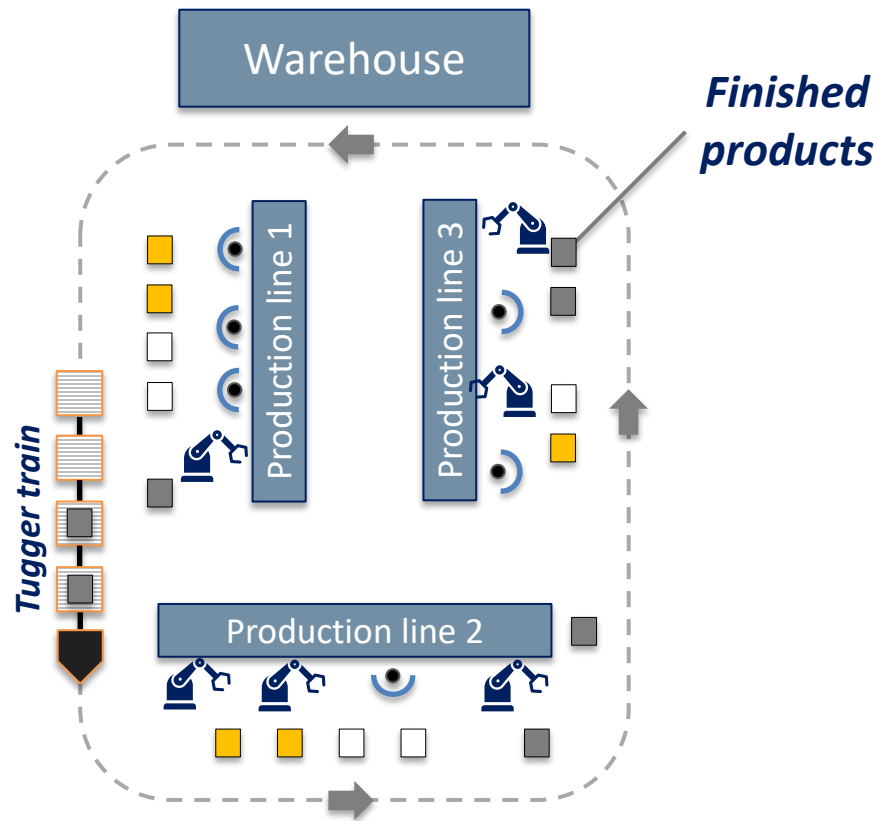 Warehouse
Finished
products
Production line 1
Production line 3
Tugger train
Production line 2